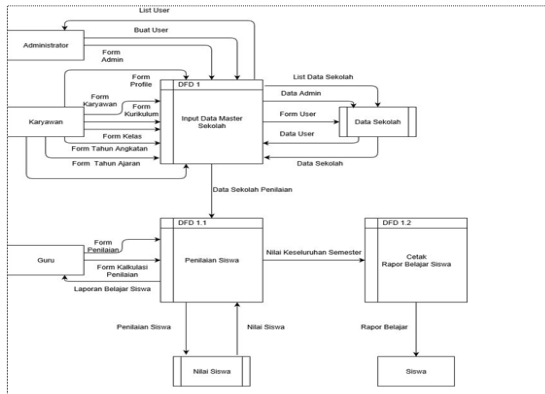 List User
Buat User
Administrator
Form
Admin
Form
Profile
DFD 1
List Data Sekolah
Form
Karyawan
Form
Kurikulum
Data Admin
Karyawan
Input Data Master
Sekolah
Form User
Data Sekolah
Form Kelas
Data User
Form Tahun Angkatan
Form Tahun Ajaran
Data Sekolah
Data Sekolah Penilaian
DFD 1.1
DFD 1.2
Form
Penilaian
Guru
Penilaian Siswa
Nilai Keseluruhan Semester
Cetak
Rapor Belajar Siswa
Form Kalkulasi
Penilaian
Laporan Belajar Siswa
Penilaian Siswa
Nilai Siswa
Rapor Belajar
Nilai Siswa
Siswa